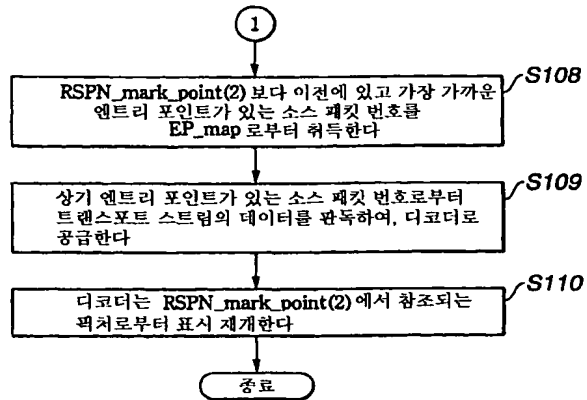 1
RSPN_mark_point(2) 보다 이전에 있고 가장 가까운
엔트리 포인트가 있는 소스 패킷 번호를
EP_map 로부터 취득한다
S108
상기 엔트리 포인트가 있는 소스 패킷 번호로부터
트랜스포트 스트림의 데이터를 판독하여, 디코더로
공급한다
S109
디코더는 RSPN_mark_point(2) 에서 참조되는
픽처로부터 표시 재개한다
S110
종료